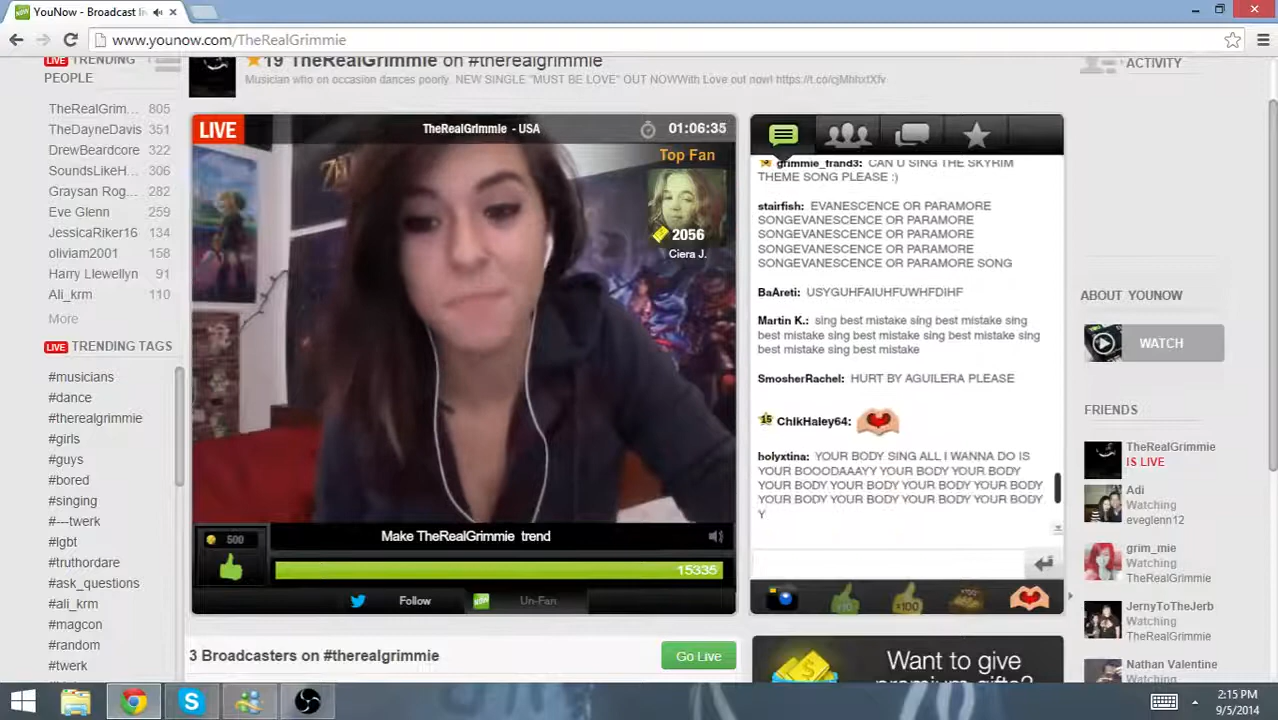 YouNow - Broadcast li
www.younow.com/TheRealGrimmie
LIVE TRENDING
PEOPLE
TheRealGrim... 805
TheDayneDavis 351
DrewBeardcore 322
SoundsLikeH... 306
Graysan Rog... 282
Eve Glenn 259
JessicaRiker16 134
oliviam2001 158
Harry Llewellyn 91
Ali_krm 110
More
LIVE TRENDING TAGS
#musicians
#dance
#therealgrimmie
#girls
#guys
#bored
#singing
#---twerk
#lgbt
#truthordare
#ask_questions
#ali_krm
#magcon
#random
#twerk
19 TheRealGrimmie on #therealgrimmie
Musician who on occasion dances poorly. NEW SINGLE "MUST BE LOVE" OUT NOWWith Love out now!
LIVE
TheRealGrimmie - USA
01:06:35
Top Fan
2056
Ciera J.
500
Make TheRealGrimmie trend
15335
Follow
NOW
Un-Fan
3 Broadcasters on #therealgrimmie
Go Live
grimmie_frand3: CAN U SING THE SKYRIM
THEME SONG PLEASE :)
stairfish: EVANESCENCE OR PARAMORE
SONGEVANESCENCE OR PARAMORE
SONGEVANESCENCE OR PARAMORE
SONGEVANESCENCE OR PARAMORE
SONGEVANESCENCE OR PARAMORE SONG
BaAreti: USYGUHFAIUHFUWHFDIHF
Martin K.: sing best mistake sing best mistake sing
best mistake sing best mistake sing best mistake sing
best mistake sing best mistake
SmosherRachel: HURT BY AGUILERA PLEASE
15 ChIkHaley64:
holyxtina: YOUR BODY SING ALL I WANNA DO IS
YOUR BOOODAAAYY YOUR BODY YOUR BODY
YOUR BODY YOUR BODY YOUR BODY YOUR BODY
YOUR BODY YOUR BODY YOUR BODY YOUR BODY
Y
Want to give
premium gifts?
ACTIVITY
ABOUT YOUNOW
WATCH
FRIENDS
TheRealGrimmie
IS LIVE
Adi
Watching
eveglenn12
grim_mie
Watching
TheRealGrimmie
JernyToTheJerb
Watching
TheRealGrimmie
Nathan Valentine
Watching
2:15 PM
9/5/2014